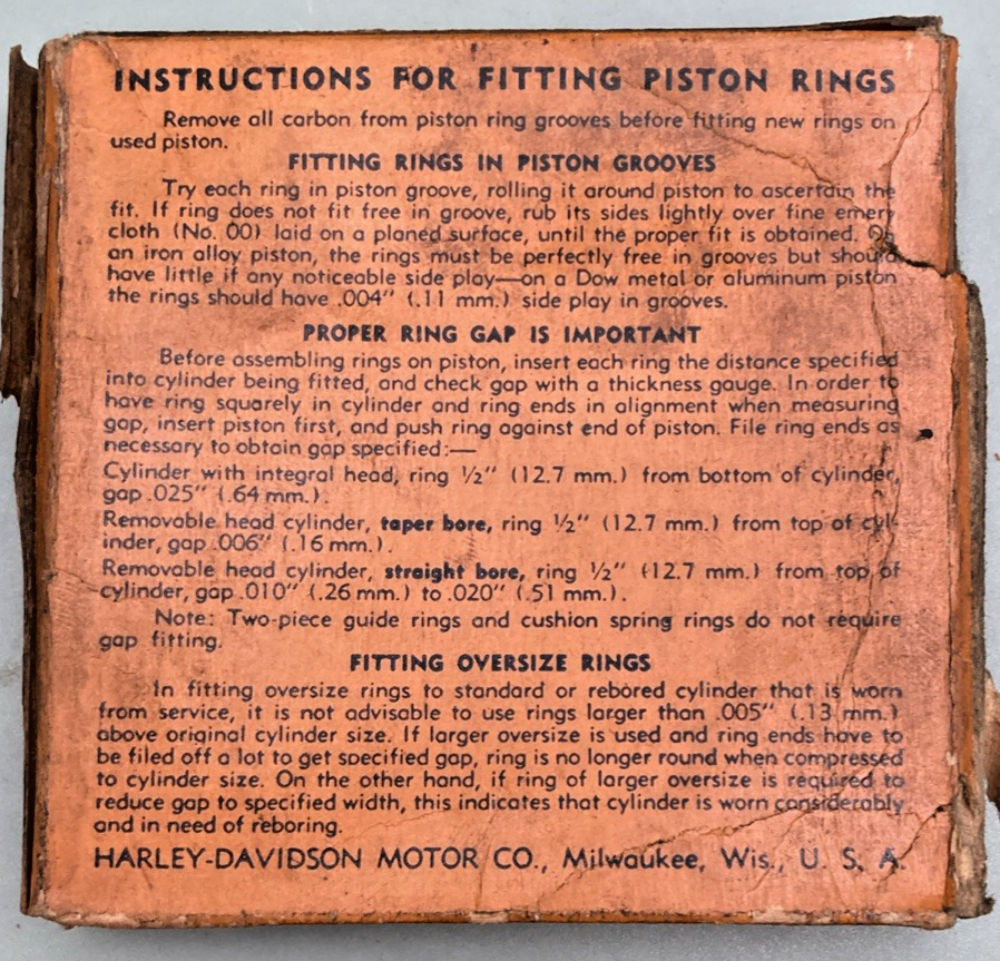 INSTRUCTIONS FOR FITTING PISTON RINGS
Remove all carbon from piston ring grooves before fitting new rings on
used piston.
FITTING RINGS IN PISTON GROOVES
Try each ring in piston groove, rolling it around piston to ascertain the
fit. If ring does not fit free in groove, rub its sides lightly over fine emery
cloth (No. 00) laid on a planed surface, until the proper fit is obtained. On
an iron alloy piston, the rings must be perfectly free in grooves but should
have little if any noticeable side play—on a Dow metal or aluminum piston
the rings should have .004" (.11 mm.) side play in grooves.
PROPER RING GAP IS IMPORTANT
Before assembling rings on piston, insert each ring the distance specified
into cylinder being fitted, and check gap with a thickness gauge. In order to
have ring squarely in cylinder and ring ends in alignment when measuring
gap, insert piston first, and push ring against end of piston. File ring ends as
necessary to obtain gap specified:—
Cylinder with integral head, ring ½" (12.7 mm.) from bottom of cylinder,
gap .025" (.64 mm.).
Removable head cylinder, taper bore, ring ½" (12.7 mm.) from top of cyl-
inder, gap .006" (.16 mm.).
Removable head cylinder, straight bore, ring ½" (12.7 mm.) from top of
cylinder, gap .010" (.26 mm.) to .020" (.51 mm.).
Note: Two-piece guide rings and cushion spring rings do not require
gap fitting.
FITTING OVERSIZE RINGS
In fitting oversize rings to standard or rebored cylinder that is worn
from service, it is not advisable to use rings larger than .005" (.13 mm.)
above original cylinder size. If larger oversize is used and ring ends have to
be filed off a lot to get specified gap, ring is no longer round when compressed
to cylinder size. On the other hand, if ring of larger oversize is required to
reduce gap to specified width, this indicates that cylinder is worn considerably
and in need of reboring.
HARLEY-DAVIDSON MOTOR CO., Milwaukee, Wis., U. S. A.